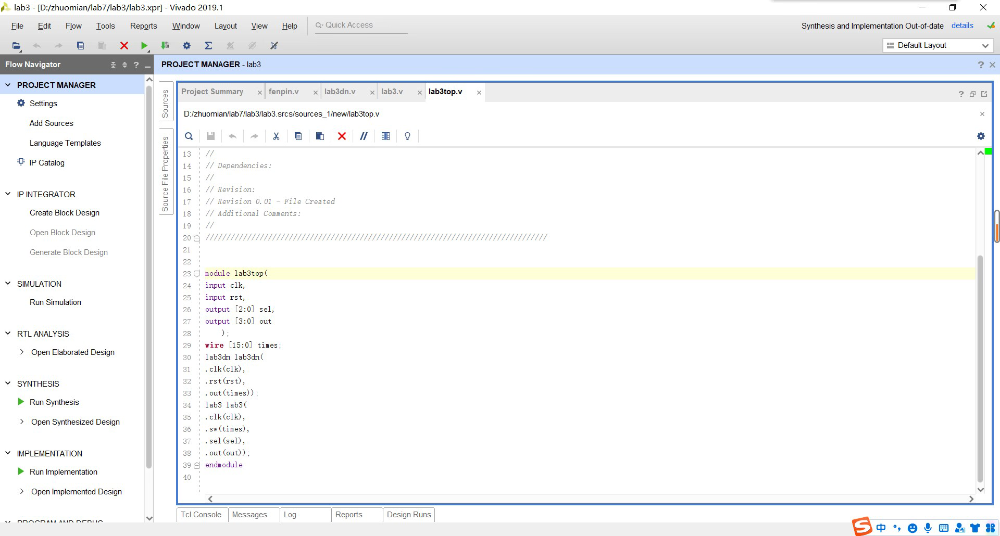 lab3 - [D:/zhuomian/lab7/lab3/lab3.xpr] - Vivado 2019.1
File Edit Flow Tools Reports Window Layout View Help Quick Access
Synthesis and Implementation Out-of-date details
Default Layout
Flow Navigator
PROJECT MANAGER - lab3
PROJECT MANAGER
Settings
Add Sources
Language Templates
IP Catalog
IP INTEGRATOR
Create Block Design
Open Block Design
Generate Block Design
SIMULATION
Run Simulation
RTL ANALYSIS
Open Elaborated Design
SYNTHESIS
Run Synthesis
Open Synthesized Design
IMPLEMENTATION
Run Implementation
Open Implemented Design
PROGRAM AND DEBUG
Sources
Source File Properties
Project Summary fenpin.v lab3dn.v lab3.v lab3top.v
D:/zhuomian/lab7/lab3/lab3.srcs/sources_1/new/lab3top.v
13 //
14 // Dependencies:
15 //
16 // Revision:
17 // Revision 0.01 - File Created
18 // Additional Comments:
19 //
20 //////////////////////////////////////////////////////////////////////////////////
21
22
23 module lab3top(
24 input clk,
25 input rst,
26 output [2:0] sel,
27 output [3:0] out
28 );
29 wire [15:0] times;
30 lab3dn lab3dn(
31 .clk(clk),
32 .rst(rst),
33 .out(times));
34 lab3 lab3(
35 .clk(clk),
36 .sw(times),
37 .sel(sel),
38 .out(out));
39 endmodule
40
Tcl Console Messages Log Reports Design Runs
中